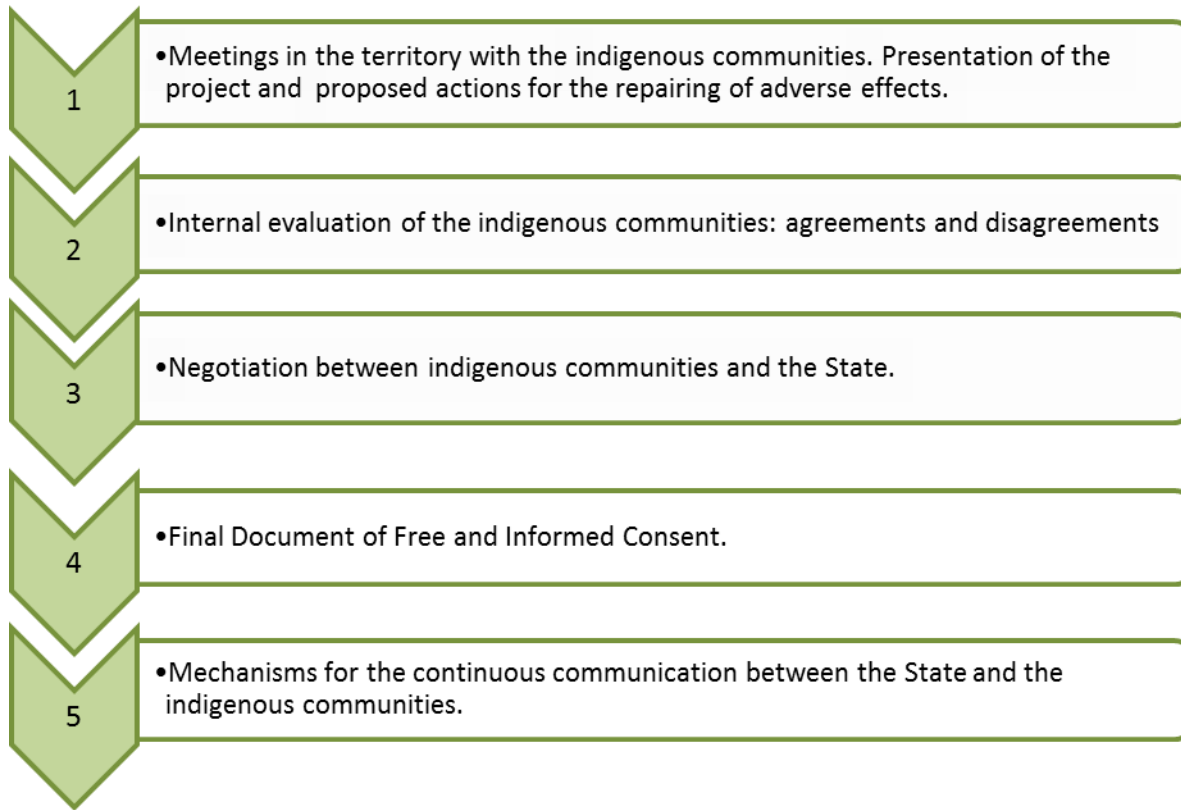 1
•Meetings in the territory with the indigenous communities. Presentation of the
project and proposed actions for the repairing of adverse effects.
2
•Internal evaluation of the indigenous communities: agreements and disagreements
3
•Negotiation between indigenous communities and the State.
4
•Final Document of Free and Informed Consent.
5
•Mechanisms for the continuous communication between the State and the
indigenous communities.